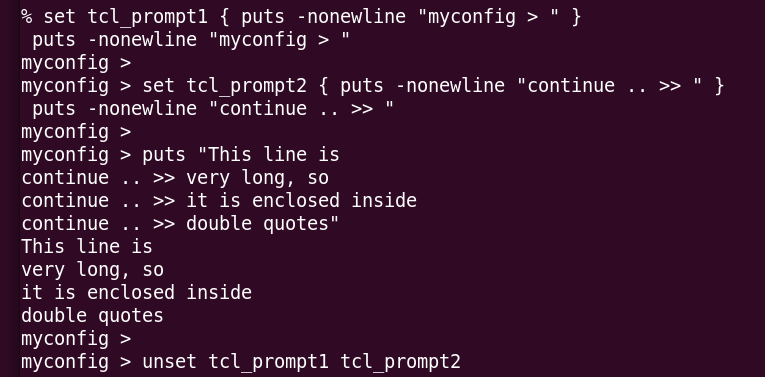 % set tcl_prompt1 { puts -nonewline "myconfig > " }
 puts -nonewline "myconfig > "
myconfig >
myconfig > set tcl_prompt2 { puts -nonewline "continue .. >> " }
 puts -nonewline "continue .. >> "
myconfig >
myconfig > puts "This line is
continue .. >> very long, so
continue .. >> it is enclosed inside
continue .. >> double quotes"
This line is
very long, so
it is enclosed inside
double quotes
myconfig >
myconfig > unset tcl_prompt1 tcl_prompt2